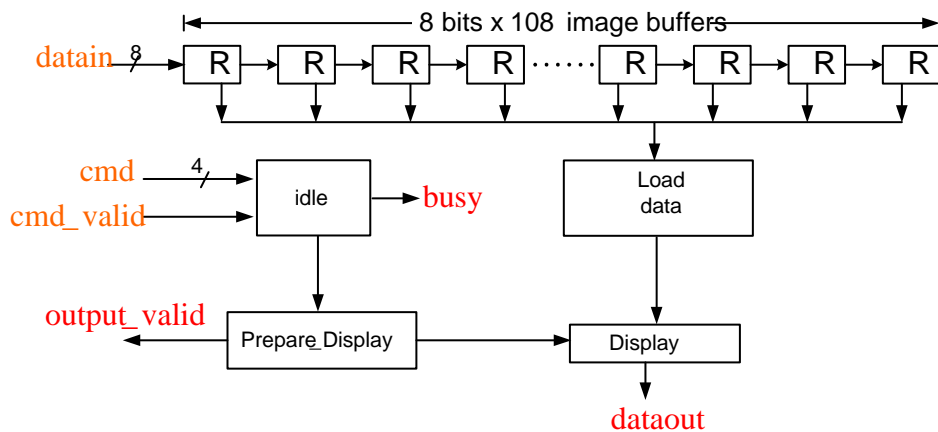 8 bits x 108 image buffers
datain
8
R R R R ...... R R R R
cmd
4
cmd_valid
idle
busy
Load
data
output_valid
Prepare_Display
Display
dataout